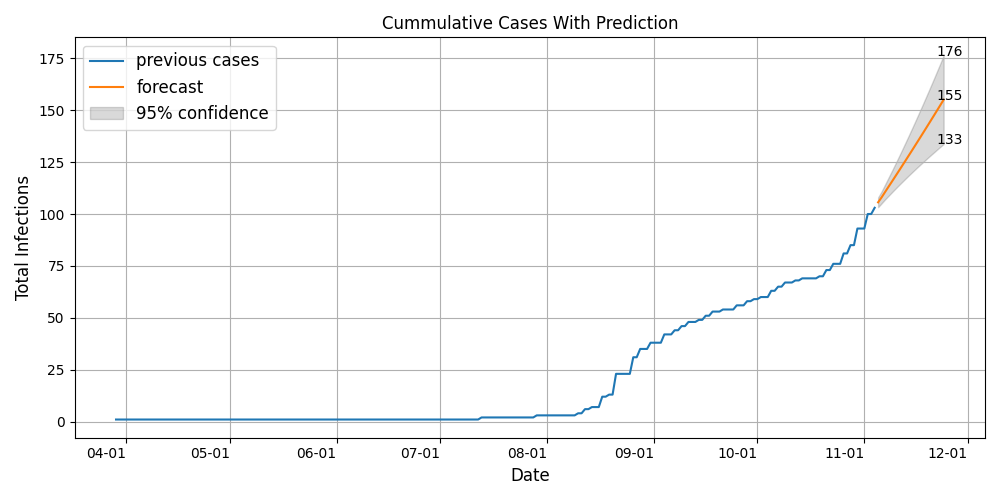 Cummulative Cases With Prediction
previous cases
forecast
95% confidence
176
155
133
Total Infections
175
150
125
100
75
50
25
0
04-01 05-01 06-01 07-01 08-01 09-01 10-01 11-01 12-01
Date